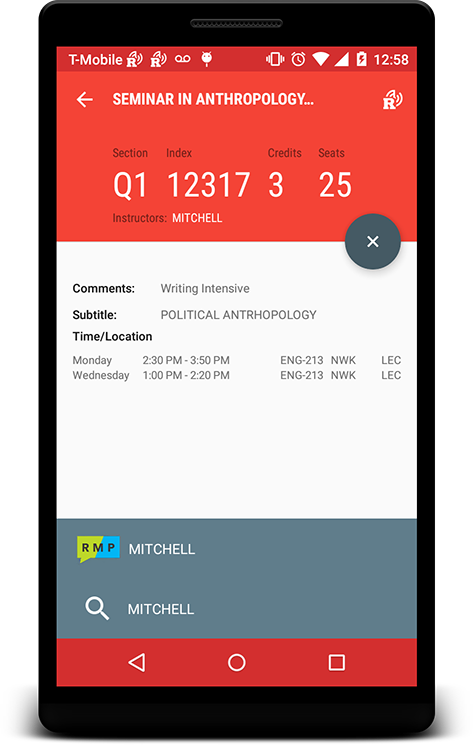 T-Mobile 12:58
SEMINAR IN ANTHROPOLOGY...
Section Index Credits Seats
Q1 12317 3 25
Instructors: MITCHELL
Comments: Writing Intensive
Subtitle: POLITICAL ANTRHOPOLOGY
Time/Location
Monday 2:30 PM - 3:50 PM ENG-213 NWK LEC
Wednesday 1:00 PM - 2:20 PM ENG-213 NWK LEC
RMP MITCHELL
MITCHELL